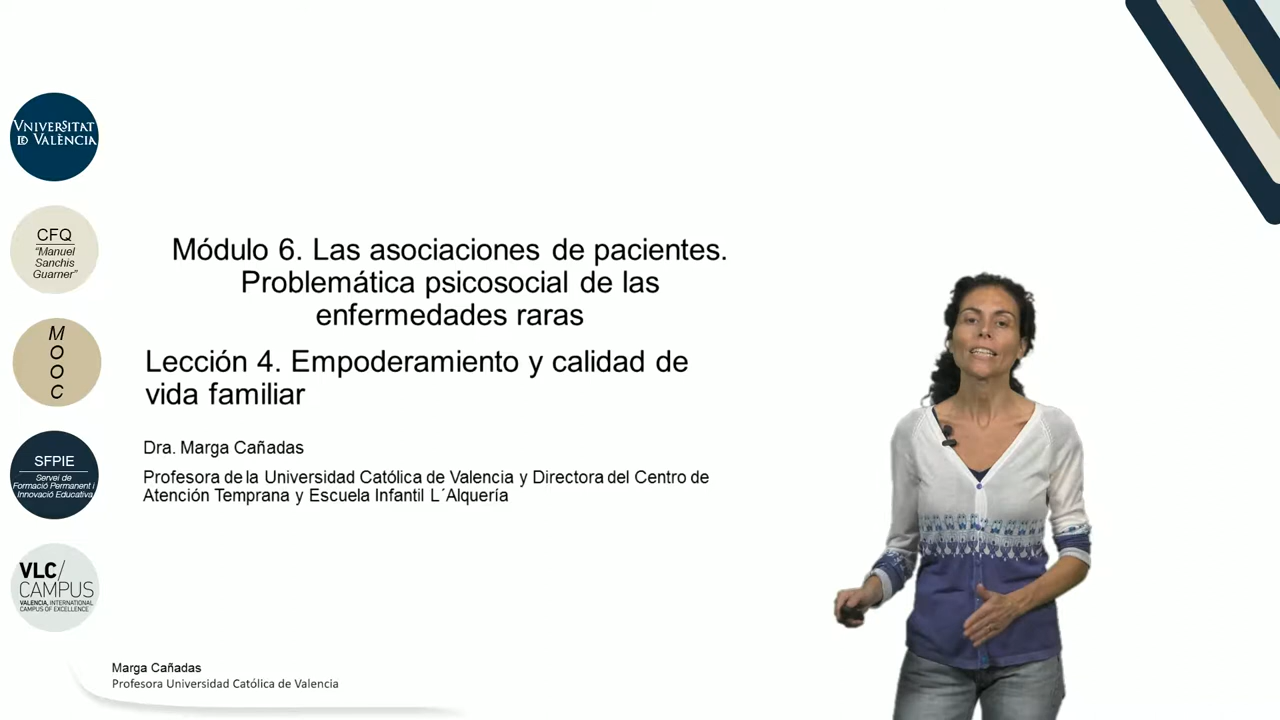 VNIVERSITAT
ID VALÈNCIA
CFQ
“Manuel
Sanchis
Guarner”
M
O
O
C
SFPIE
Servei de
Formació Permanent i
Innovació Educativa
VLC/
CAMPUS
VALENCIA, INTERNATIONAL
CAMPUS OF EXCELLENCE
Módulo 6. Las asociaciones de pacientes.
Problemática psicosocial de las
enfermedades raras
Lección 4. Empoderamiento y calidad de
vida familiar
Dra. Marga Cañadas
Profesora de la Universidad Católica de Valencia y Directora del Centro de
Atención Temprana y Escuela Infantil L´Alquería
Marga Cañadas
Profesora Universidad Católica de Valencia